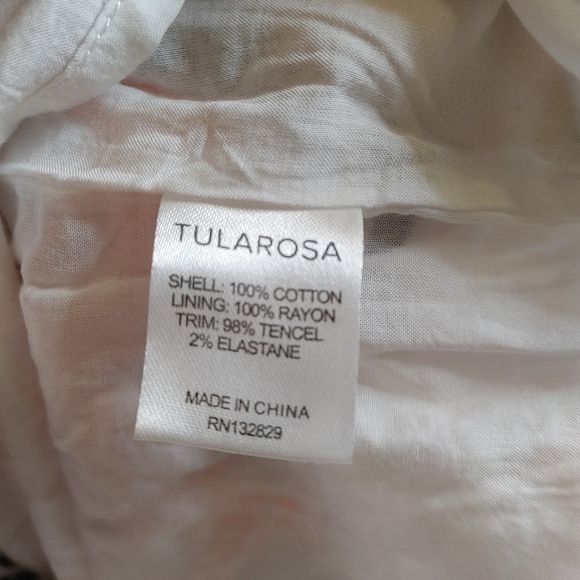 TULAROSA
SHELL: 100% COTTON
LINING: 100% RAYON
TRIM: 98% TENCEL
2% ELASTANE
MADE IN CHINA
RN132829